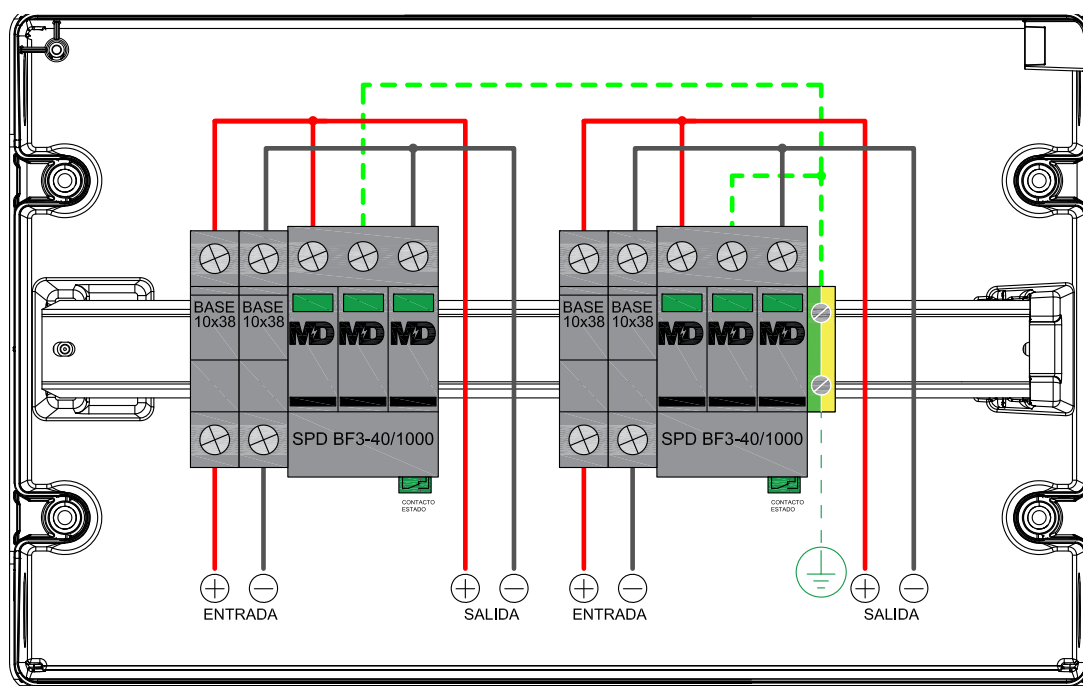 BASE
10x38
BASE
10x38
MD
MD
MD
SPD BF3-40/1000
CONTACTO
ESTADO
BASE
10x38
BASE
10x38
MD
MD
MD
SPD BF3-40/1000
CONTACTO
ESTADO
+
−
ENTRADA
+
−
SALIDA
+
−
ENTRADA
+
−
SALIDA